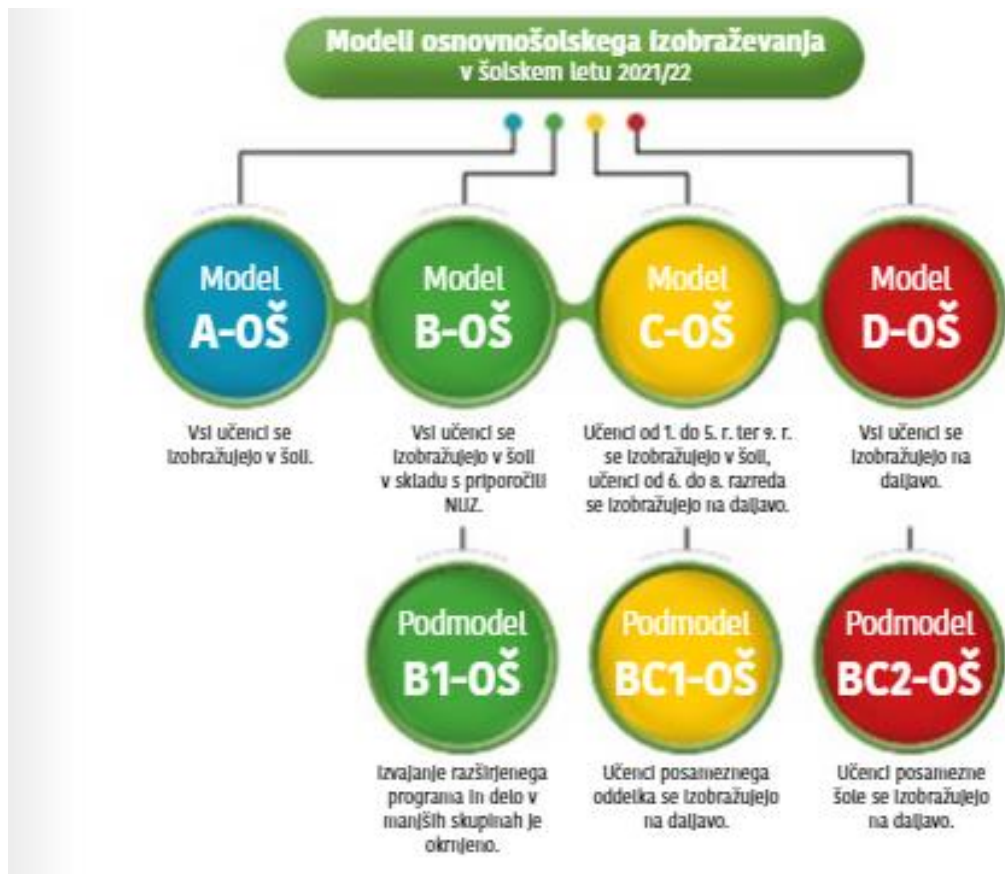 Modeli osnovnošolskega izobraževanja
v šolskem letu 2021/22
Model
A-OŠ
Vsi učenci se
izobražujejo v šoli.
Model
B-OŠ
Vsi učenci se
izobražujejo v šoli
v skladu s priporočili
NIJZ.
Model
C-OŠ
Učenci od 1. do 5. r. ter 9. r.
se izobražujejo v šoli,
učenci od 6. do 8. razreda
se izobražujejo na daljavo.
Model
D-OŠ
Vsi učenci se
izobražujejo na
daljavo.
Podmodel
B1-OŠ
Izvajanje razširjenega
programa in delo v
manjših skupinah je
okrnjeno.
Podmodel
BC1-OŠ
Učenci posameznega
oddelka se izobražujejo
na daljavo.
Podmodel
BC2-OŠ
Učenci posamezne
šole se izobražujejo
na daljavo.